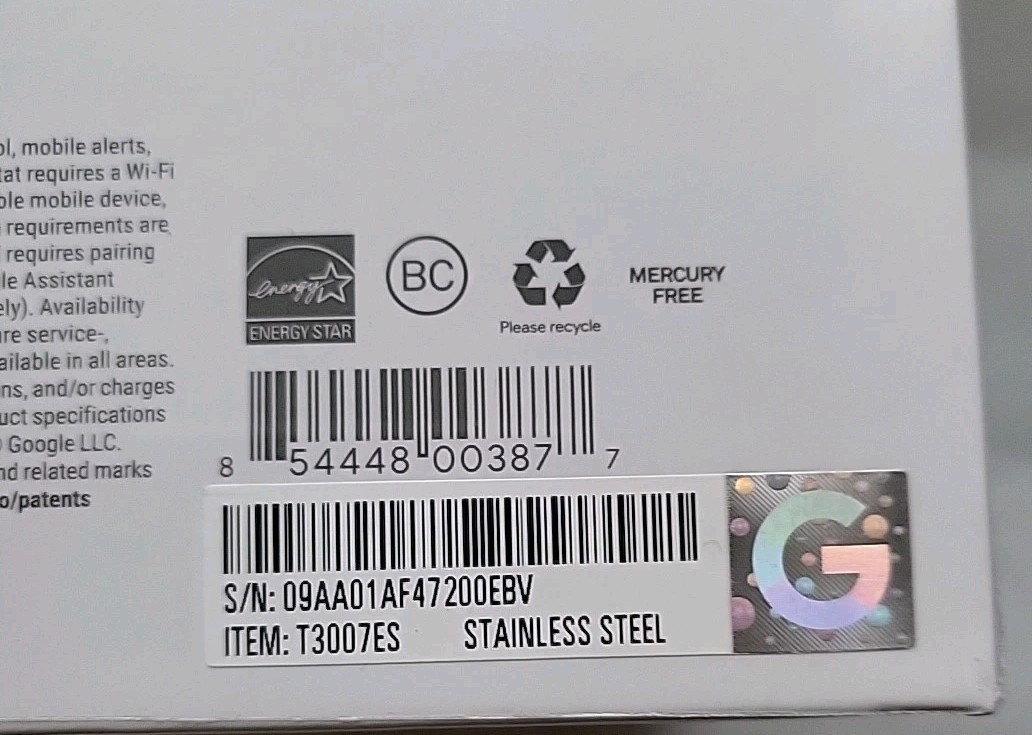 ol, mobile alerts,
tat requires a Wi-Fi
ble mobile device,
requirements are
requires pairing
le Assistant
ely). Availability
are service-,
ailable in all areas.
ns, and/or charges
uct specifications
Google LLC.
nd related marks
o/patents
energy
ENERGY STAR
BC
Please recycle
MERCURY
FREE
8 54448 00387 7
S/N: 09AA01AF47200EBV
ITEM: T3007ES STAINLESS STEEL
G